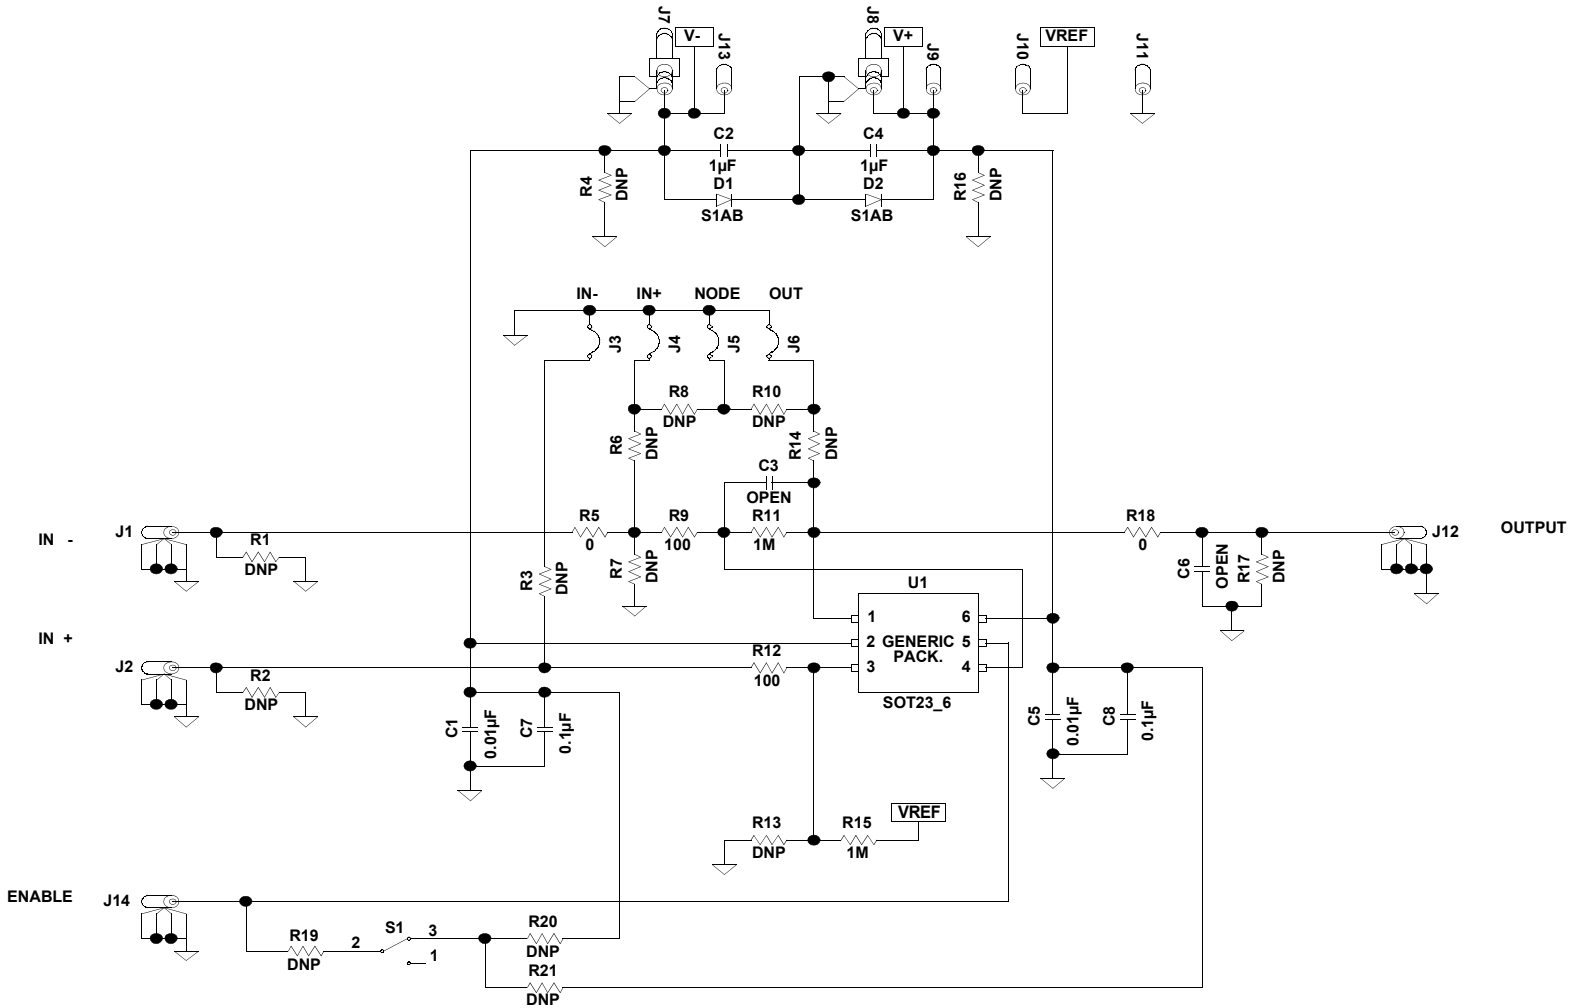 J7
V-
J13
J8
V+
J9
J10
VREF
J11
C2
1µF
D1
S1AB
C4
1µF
D2
S1AB
R4
DNP
R16
DNP
IN-
IN+
NODE
OUT
J3
J4
J5
J6
R8
DNP
R10
DNP
R6
DNP
R14
DNP
C3
OPEN
IN -
J1
R1
DNP
R5
0
R9
100
R11
1M
R18
0
J12
OUTPUT
R3
DNP
R7
DNP
C6
OPEN
R17
DNP
U1
1
2
3
GENERIC
PACK.
6
5
4
SOT23_6
IN +
J2
R2
DNP
R12
100
C1
0.01µF
C7
0.1µF
C5
0.01µF
C8
0.1µF
R13
DNP
R15
1M
VREF
ENABLE
J14
R19
DNP
2
S1
3
1
R20
DNP
R21
DNP